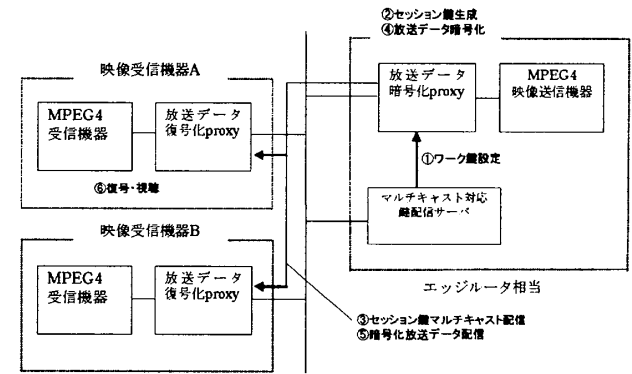 ②セッション鍵生成
④放送データ暗号化
映像受信機器A
MPEG4
受信機器
放送データ
復号化proxy
⑥復号・視聴
放送データ
暗号化proxy
MPEG4
映像送信機器
①ワーク鍵設定
マルチキャスト対応
鍵配信サーバ
映像受信機器B
MPEG4
受信機器
放送データ
復号化proxy
エッジルータ相当
③セッション鍵マルチキャスト配信
⑤暗号化放送データ配信